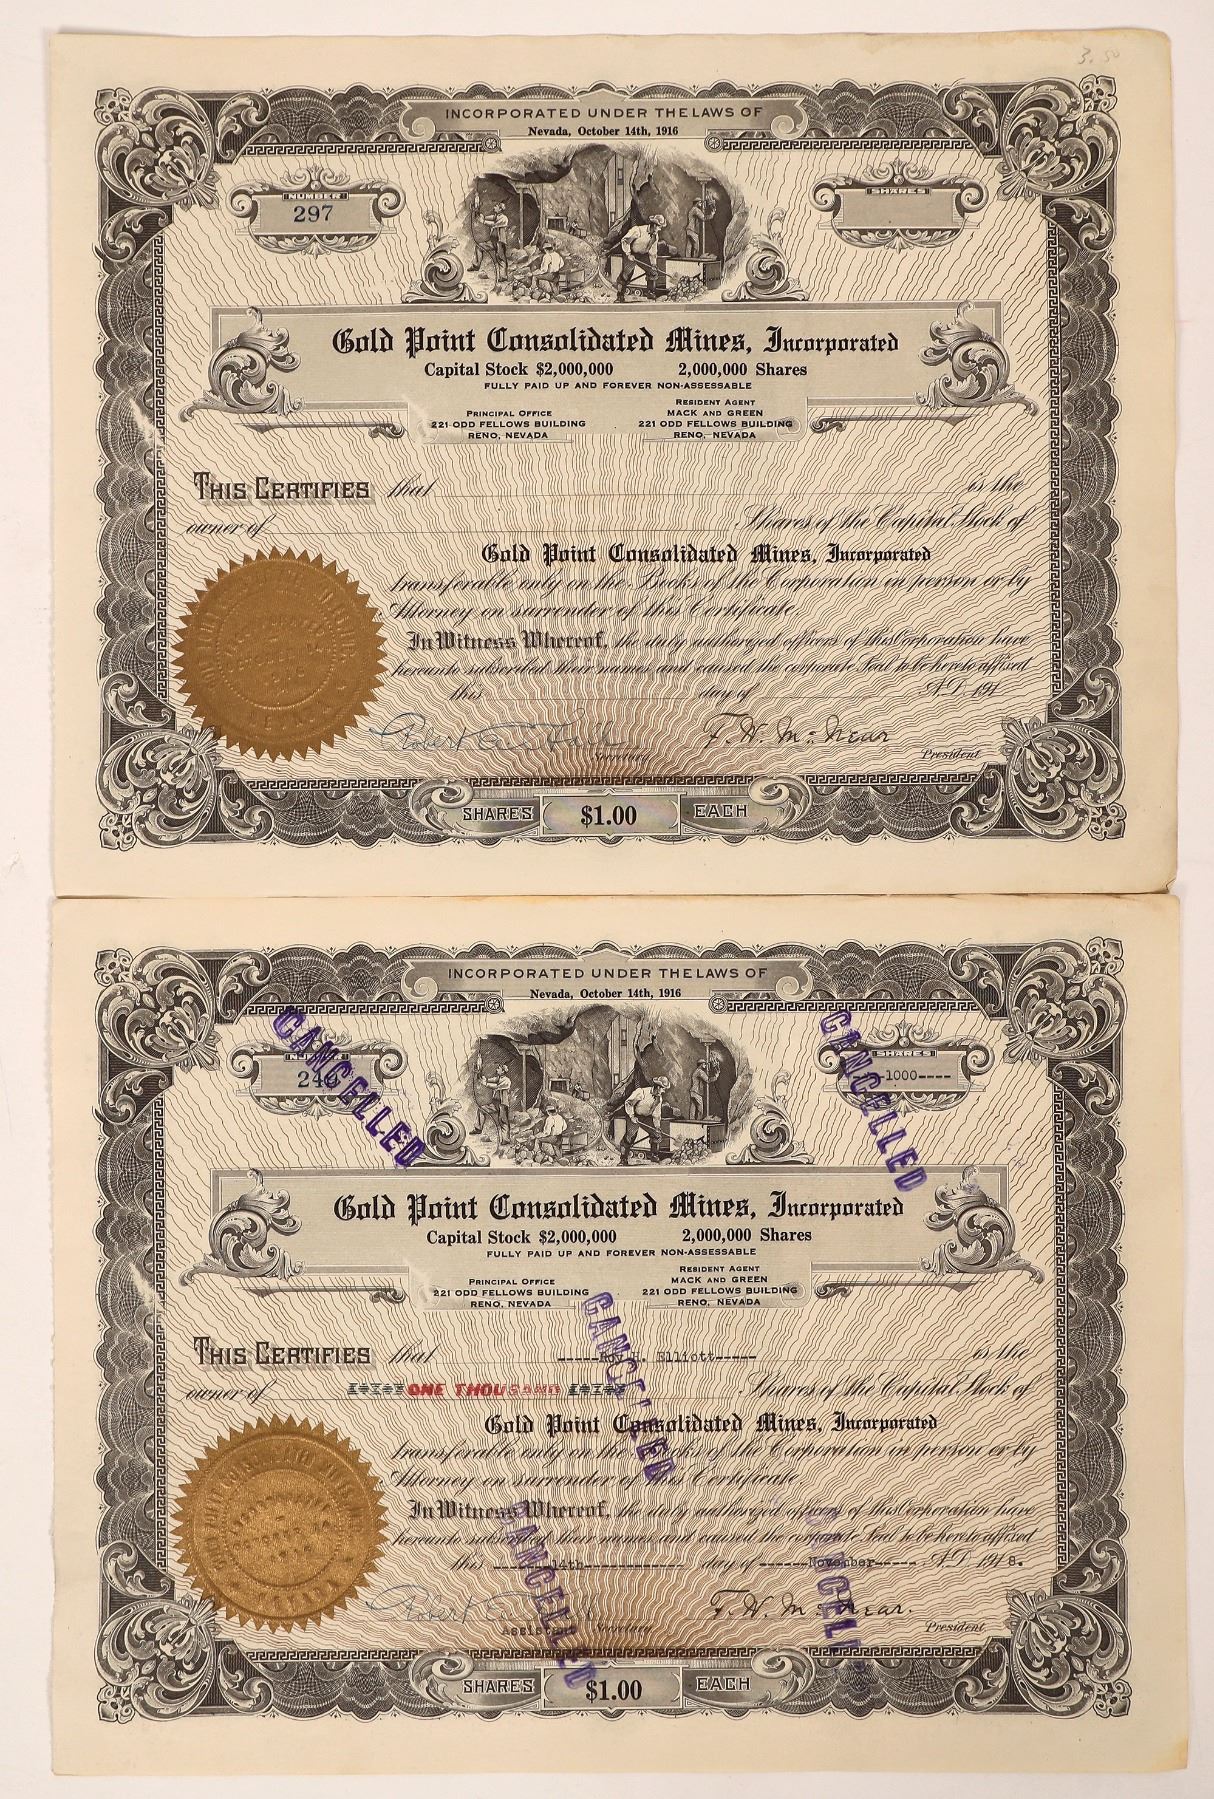 3.50
INCORPORATED UNDER THE LAWS OF
Nevada, October 14th, 1916
NUMBER
297
SHARES
Gold Point Consolidated Mines, Incorporated
Capital Stock $2,000,000 2,000,000 Shares
FULLY PAID UP AND FOREVER NON-ASSESSABLE
PRINCIPAL OFFICE
221 ODD FELLOWS BUILDING
RENO, NEVADA
RESIDENT AGENT
MACK AND GREEN
221 ODD FELLOWS BUILDING
RENO, NEVADA
THIS CERTIFIES that is the
owner of Shares of the Capital Stock of
Gold Point Consolidated Mines, Incorporated
transferable only on the Books of the Corporation in person or by
Attorney on surrender of this Certificate.
In Witness Whereof, the duly authorized officers of this Corporation have
hereunto subscribed their names and caused the corporate Seal to be hereto affixed
this day of A.D. 191
Robert F. W. McNear
Secretary President
SHARES $1.00 EACH
INCORPORATED UNDER THE LAWS OF
Nevada, October 14th, 1916
NUMBER
CANCELLED
SHARES
-1000----
CANCELLED
Gold Point Consolidated Mines, Incorporated
Capital Stock $2,000,000 2,000,000 Shares
FULLY PAID UP AND FOREVER NON-ASSESSABLE
PRINCIPAL OFFICE
221 ODD FELLOWS BUILDING
RENO, NEVADA
RESIDENT AGENT
MACK AND GREEN
221 ODD FELLOWS BUILDING
RENO, NEVADA
CANCELLED
THIS CERTIFIES that Elliott----- is the
owner of ONE THOUSAND Shares of the Capital Stock of
Gold Point Consolidated Mines, Incorporated
transferable only on the Books of the Corporation in person or by
Attorney on surrender of this Certificate.
In Witness Whereof, the duly authorized officers of this Corporation have
hereunto subscribed their names and caused the corporate Seal to be hereto affixed
this 14th day of November A.D. 1918.
CANCELLED
CANCELLED
Robert F. W. McNear.
Assistant Secretary President
SHARES $1.00 EACH